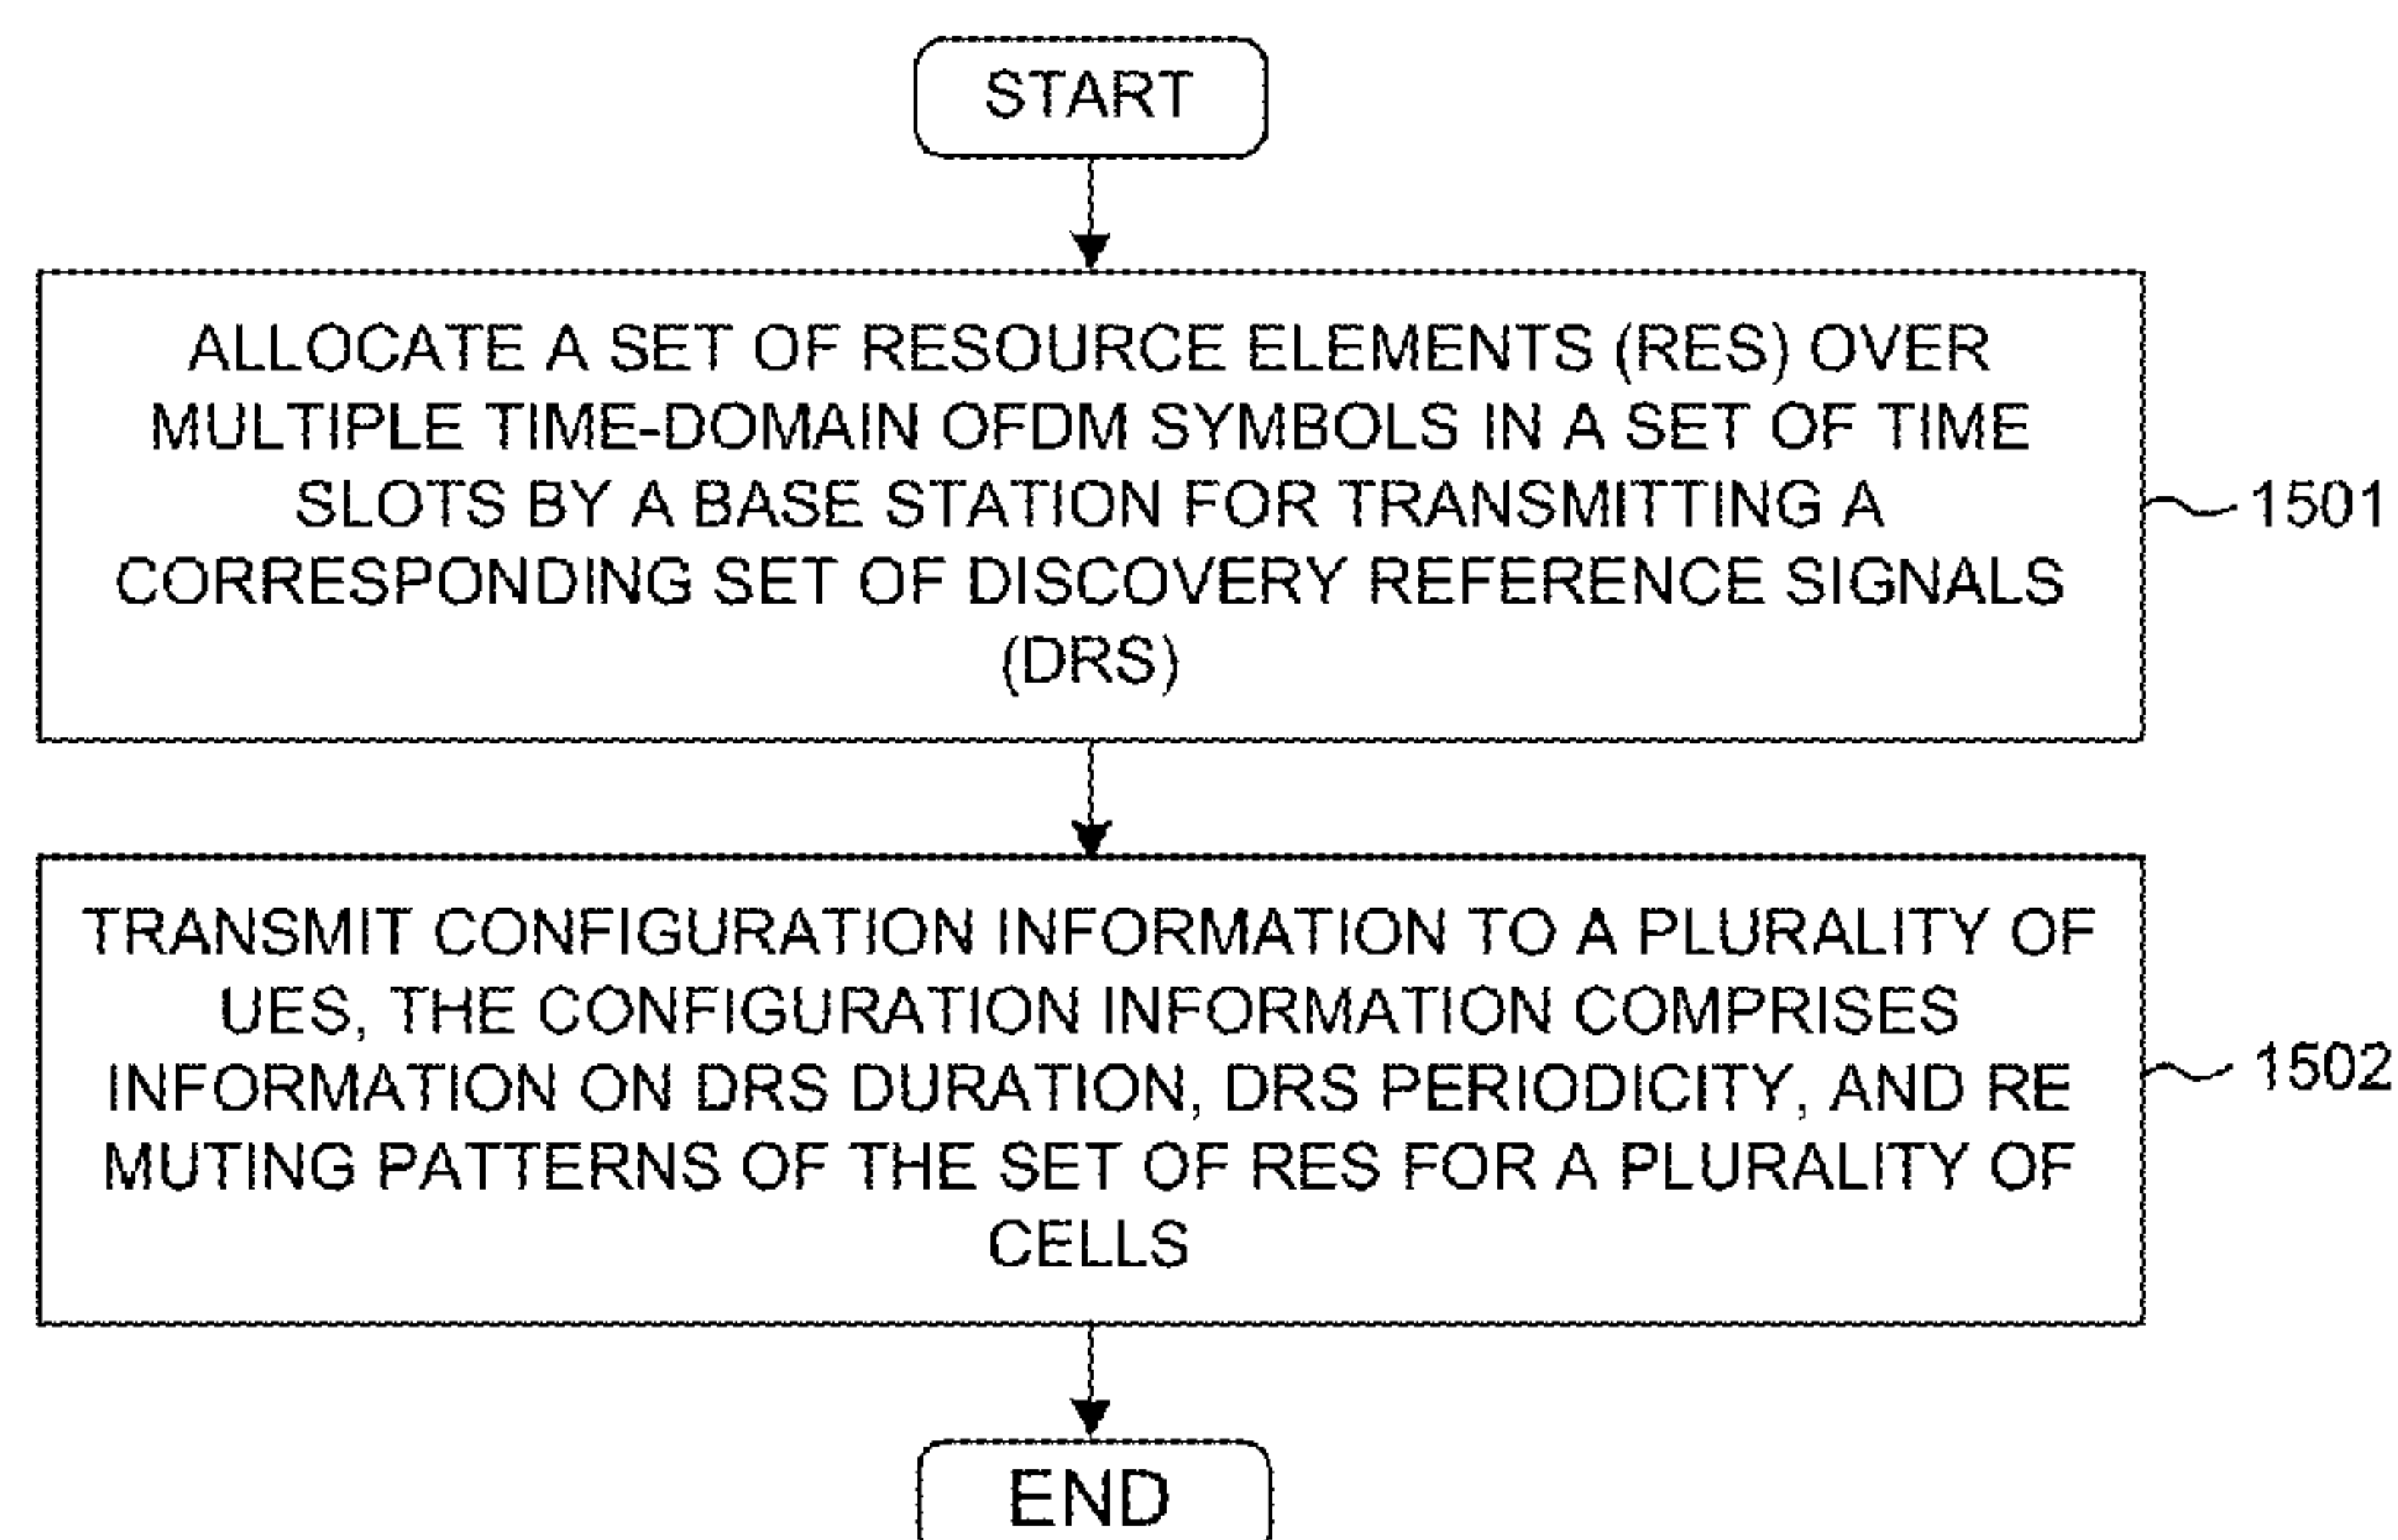 START
ALLOCATE A SET OF RESOURCE ELEMENTS (RES) OVER
MULTIPLE TIME-DOMAIN OFDM SYMBOLS IN A SET OF TIME
SLOTS BY A BASE STATION FOR TRANSMITTING A
CORRESPONDING SET OF DISCOVERY REFERENCE SIGNALS
(DRS)
1501
TRANSMIT CONFIGURATION INFORMATION TO A PLURALITY OF
UES, THE CONFIGURATION INFORMATION COMPRISES
INFORMATION ON DRS DURATION, DRS PERIODICITY, AND RE
MUTING PATTERNS OF THE SET OF RES FOR A PLURALITY OF
CELLS
1502
END